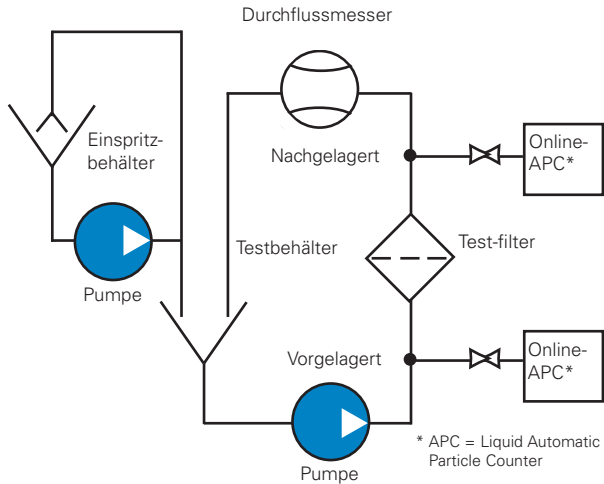 Durchflussmesser
Einspritz-
behälter
Nachgelagert
Online-
APC*
Testbehälter
Test-filter
Pumpe
Vorgelagert
Online-
APC*
Pumpe
* APC = Liquid Automatic
Particle Counter